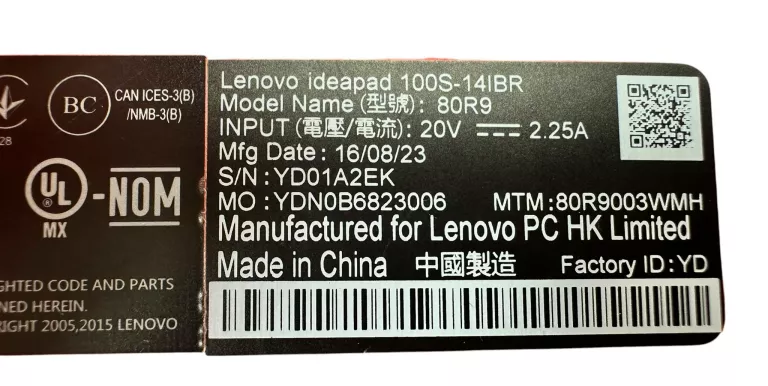 28
BC
CAN ICES-3(B)
/NMB-3(B)
UL
®
-NOM
MX
GHTED CODE AND PARTS
NED HEREIN.
RIGHT 2005,2015 LENOVO
Lenovo ideapad 100S-14IBR
Model Name (型號): 80R9
INPUT (電壓/電流): 20V 2.25A
Mfg Date: 16/08/23
S/N: YD01A2EK
MO : YDN0B6823006 MTM :80R9003WMH
Manufactured for Lenovo PC HK Limited
Made in China 中國製造 Factory ID: YD